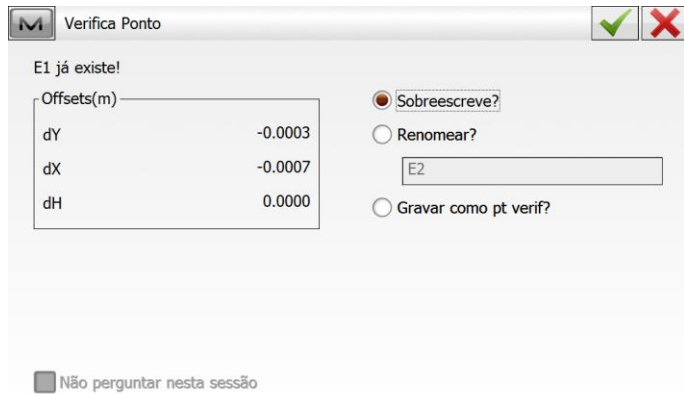 Verifica Ponto
E1 já existe!
Offsets(m)
dY -0.0003
dX -0.0007
dH 0.0000
Sobreescreve?
Renomear?
E2
Gravar como pt verif?
Não perguntar nesta sessão